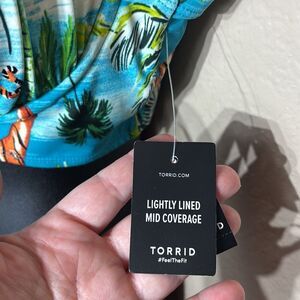 TORRID.COM
LIGHTLY LINED
MID COVERAGE
TORRID
#FeelTheFit